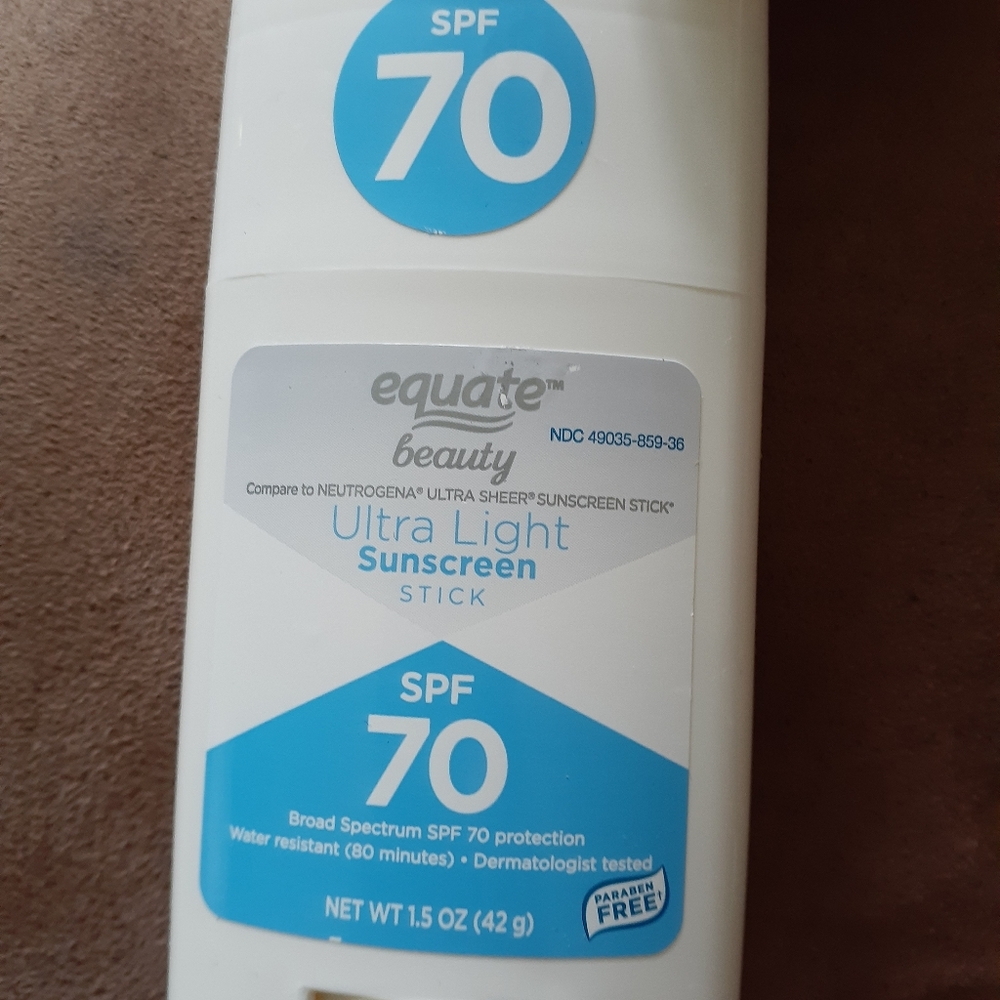 SPF
70
equate™
beauty
NDC 49035-859-36
Compare to NEUTROGENA® ULTRA SHEER® SUNSCREEN STICK*
Ultra Light
Sunscreen
STICK
SPF
70
Broad Spectrum SPF 70 protection
Water resistant (80 minutes) • Dermatologist tested
PARABEN
FREE†
NET WT 1.5 OZ (42 g)